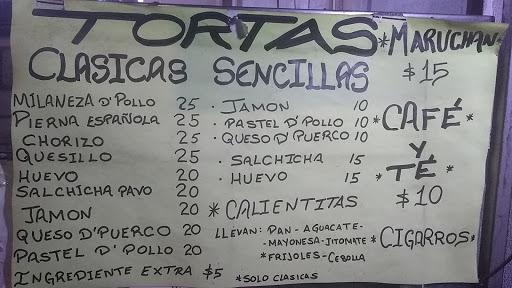 TORTAS
CLASICAS SENCILLAS
MILANEZA D'POLLO 25
PIERNA ESPAÑOLA 25
CHORIZO 25
QUESILLO 25
HUEVO 20
SALCHICHA PAVO 20
JAMON 20
QUESO D'PUERCO 20
PASTEL D'POLLO 20
INGREDIENTE EXTRA $5
· JAMON 10
· PASTEL D'POLLO 10
· QUESO D'PUERCO 10
· SALCHICHA 15
· HUEVO 15
* CALIENTITAS
LLEVAN: PAN - AGUACATE -
- MAYONESA - JITOMATE
* FRIJOLES - CEBOLLA
* SOLO CLASICAS
* MARUCHAN *
$15
* CAFÉ *
Y
* TÉ *
$10
* CIGARROS *